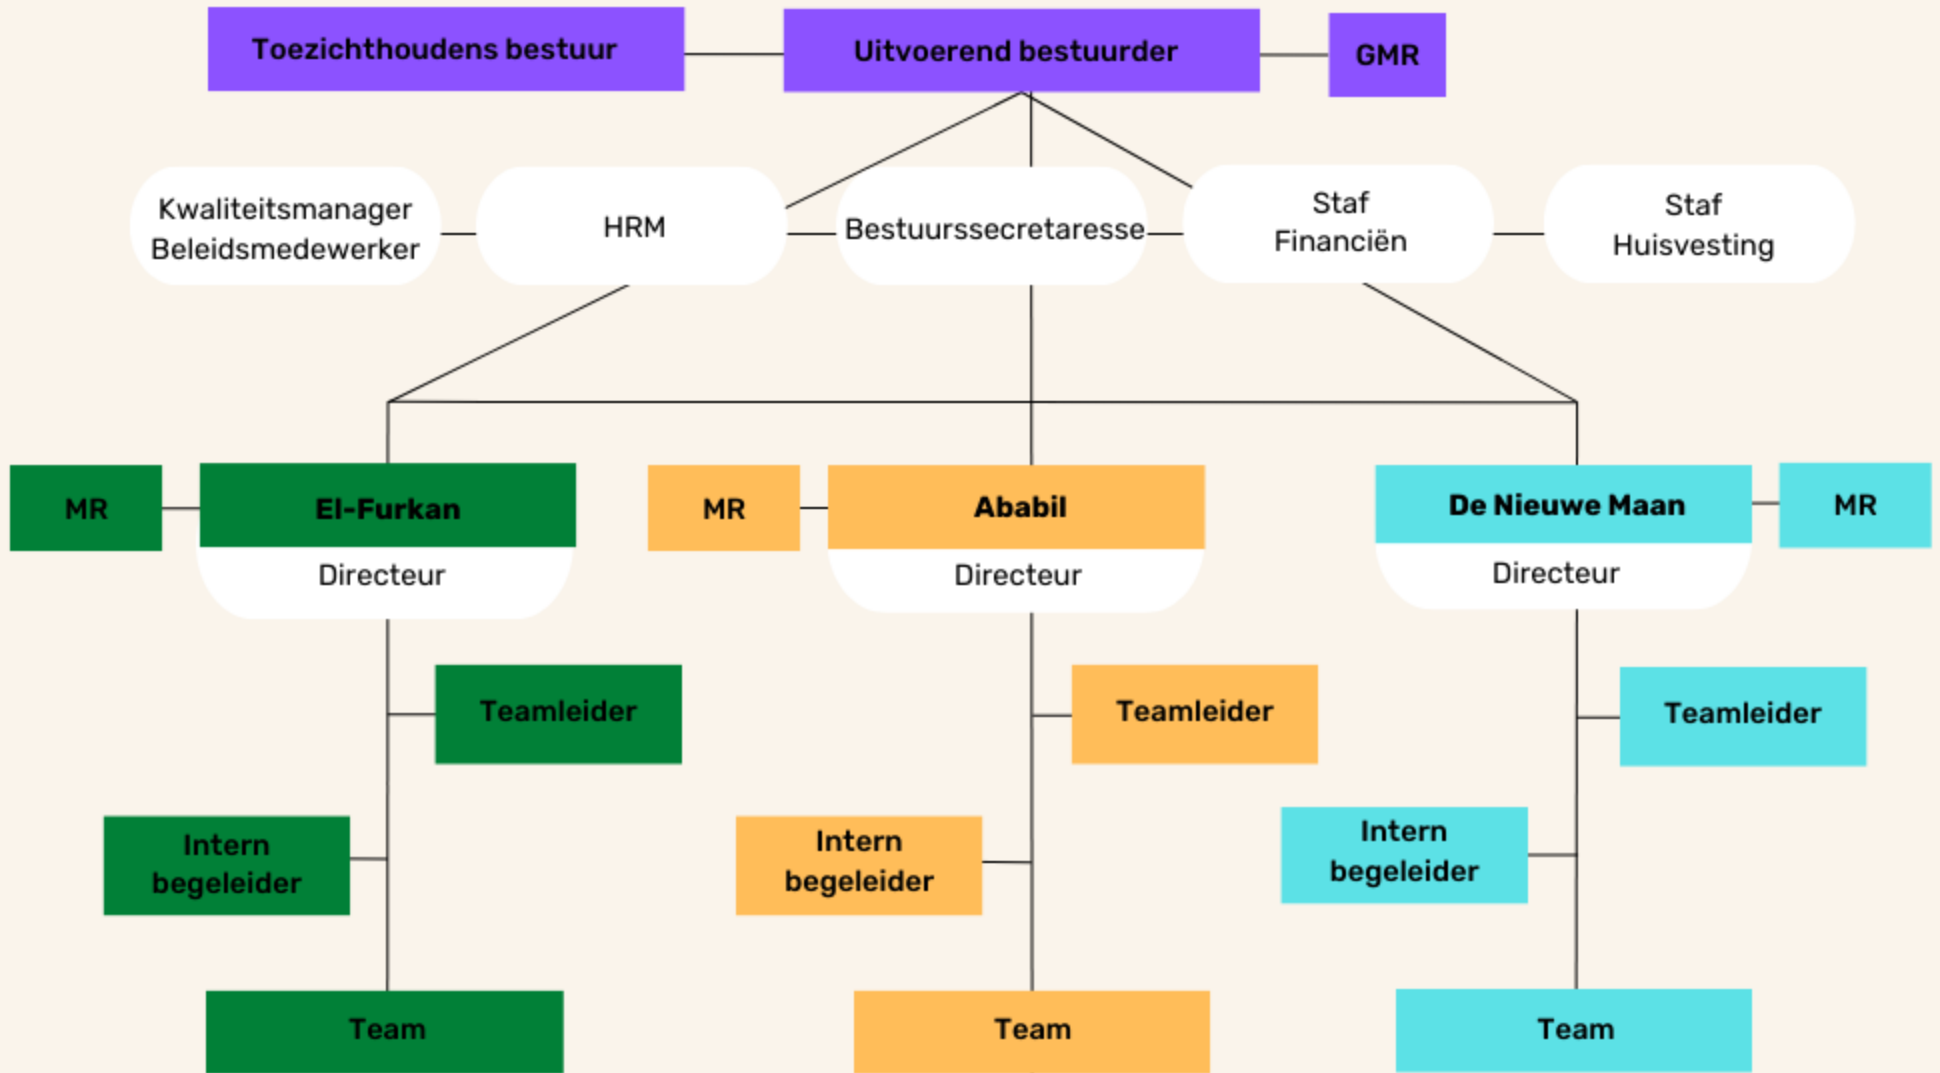 Toezichthoudens bestuur
Uitvoerend bestuurder
GMR
Kwaliteitsmanager
Beleidsmedewerker
HRM
Bestuurssecretaresse
Staf
Financiën
Staf
Huisvesting
MR
El-Furkan
Directeur
MR
Ababil
Directeur
De Nieuwe Maan
Directeur
MR
Teamleider
Teamleider
Teamleider
Intern
begeleider
Intern
begeleider
Intern
begeleider
Team
Team
Team